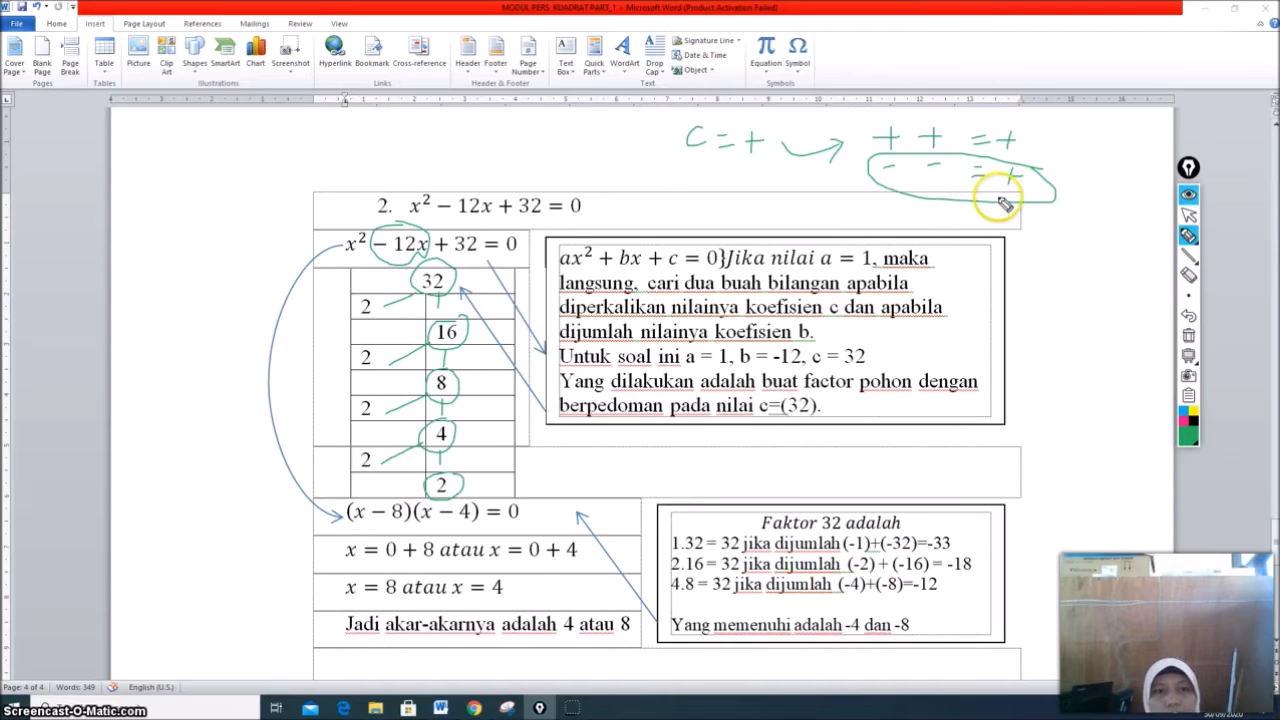 MODUL PERS KUADRAT PART_1 - Microsoft Word (Product Activation Failed)
File Home Insert Page Layout References Mailings Review View
Cover Page Blank Page Page Break Table Picture Clip Art Shapes SmartArt Chart Screenshot Hyperlink Bookmark Cross-reference Header Footer Page Number Text Box Quick Parts WordArt Drop Cap Signature Line Date & Time Object Equation Symbol
Pages Tables Illustrations Links Header & Footer Text Symbols
C = + + + = +
- - = +
2. x² − 12x + 32 = 0
x² − 12x + 32 = 0
32
2
16
2
8
2
4
2
2
ax² + bx + c = 0}Jika nilai a = 1, maka
langsung, cari dua buah bilangan apabila
diperkalikan nilainya koefisien c dan apabila
dijumlah nilainya koefisien b.
Untuk soal ini a = 1, b = -12, c = 32
Yang dilakukan adalah buat factor pohon dengan
berpedoman pada nilai c=(32).
(x − 8)(x − 4) = 0
x = 0 + 8 atau x = 0 + 4
x = 8 atau x = 4
Jadi akar-akarnya adalah 4 atau 8
Faktor 32 adalah
1.32 = 32 jika dijumlah (-1)+(-32)=-33
2.16 = 32 jika dijumlah (-2) + (-16) = -18
4.8 = 32 jika dijumlah (-4)+(-8)=-12
Yang memenuhi adalah -4 dan -8
Page: 4 of 4 Words: 349 English (U.S.)
Screencast-O-Matic.com
30/09/2020